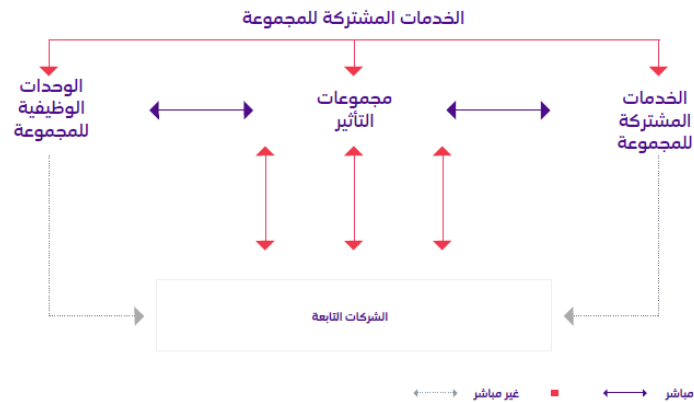 الخدمات المشتركة للمجموعة
الخدمات
المشتركة
للمجموعة
مجموعات
التأثير
الوحدات
الوظيفية
للمجموعة
الشركات التابعة
مباشر
غير مباشر